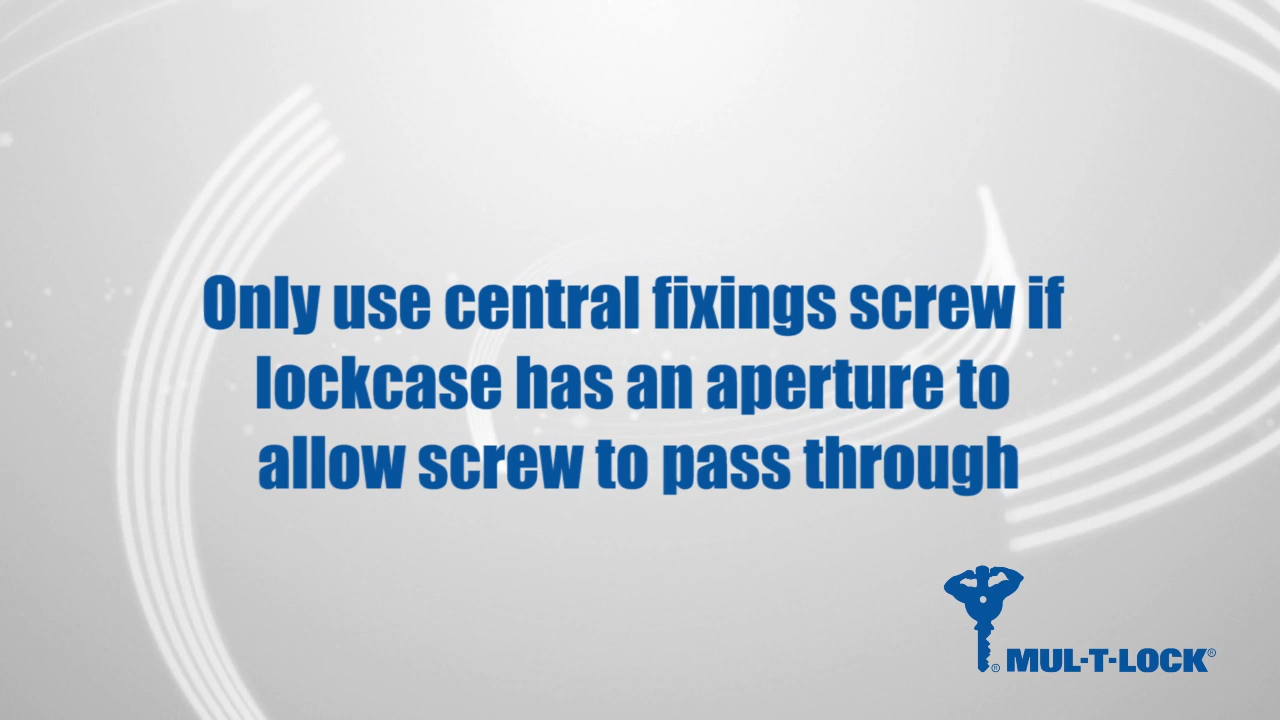 Only use central fixings screw if
lockcase has an aperture to
allow screw to pass through
® MUL-T-LOCK®